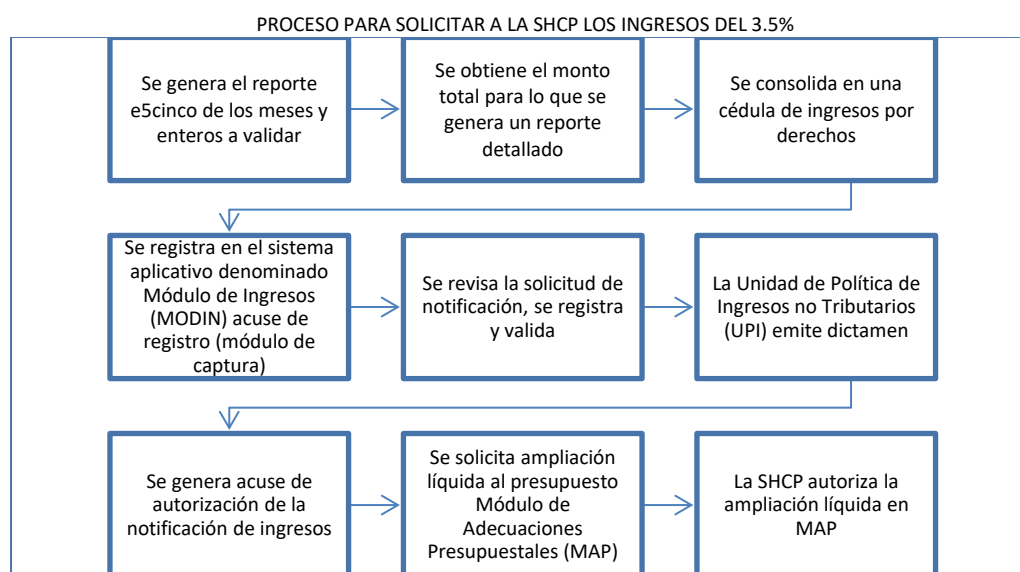 PROCESO PARA SOLICITAR A LA SHCP LOS INGRESOS DEL 3.5%
Se genera el reporte
e5cinco de los meses y
enteros a validar
Se obtiene el monto
total para lo que se
genera un reporte
detallado
Se consolida en una
cédula de ingresos por
derechos
Se registra en el sistema
aplicativo denominado
Módulo de Ingresos
(MODIN) acuse de
registro (módulo de
captura)
Se revisa la solicitud de
notificación, se registra
y valida
La Unidad de Política de
Ingresos no Tributarios
(UPI) emite dictamen
Se genera acuse de
autorización de la
notificación de ingresos
Se solicita ampliación
líquida al presupuesto
Módulo de
Adecuaciones
Presupuestales (MAP)
La SHCP autoriza la
ampliación líquida en
MAP